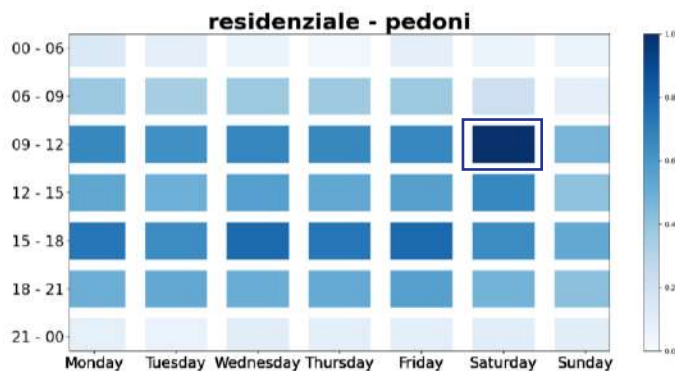 residenziale - pedoni
00 - 06
06 - 09
09 - 12
12 - 15
15 - 18
18 - 21
21 - 00
Monday Tuesday Wednesday Thursday Friday Saturday Sunday
1.0
0.8
0.6
0.4
0.2
0.0